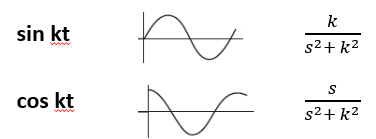 sin kt
k
s² + k²
cos kt
s
s² + k²